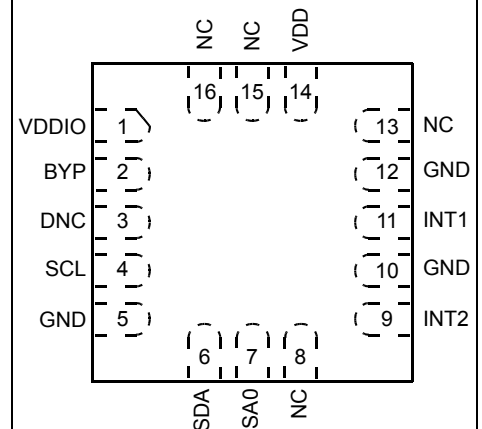 NC NC VDD
16 15 14
VDDIO 1 13 NC
BYP 2 12 GND
DNC 3 11 INT1
SCL 4 10 GND
GND 5 9 INT2
6 7 8
SDA SA0 NC